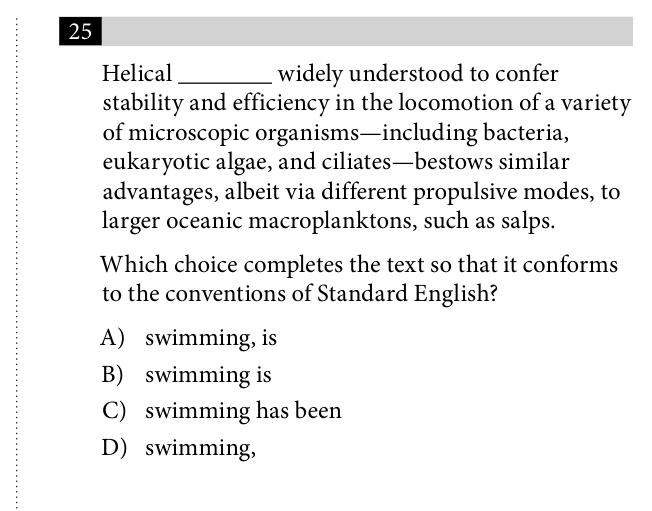 25
Helical ________ widely understood to confer
stability and efficiency in the locomotion of a variety
of microscopic organisms—including bacteria,
eukaryotic algae, and ciliates—bestows similar
advantages, albeit via different propulsive modes, to
larger oceanic macroplanktons, such as salps.
Which choice completes the text so that it conforms
to the conventions of Standard English?
A) swimming, is
B) swimming is
C) swimming has been
D) swimming,